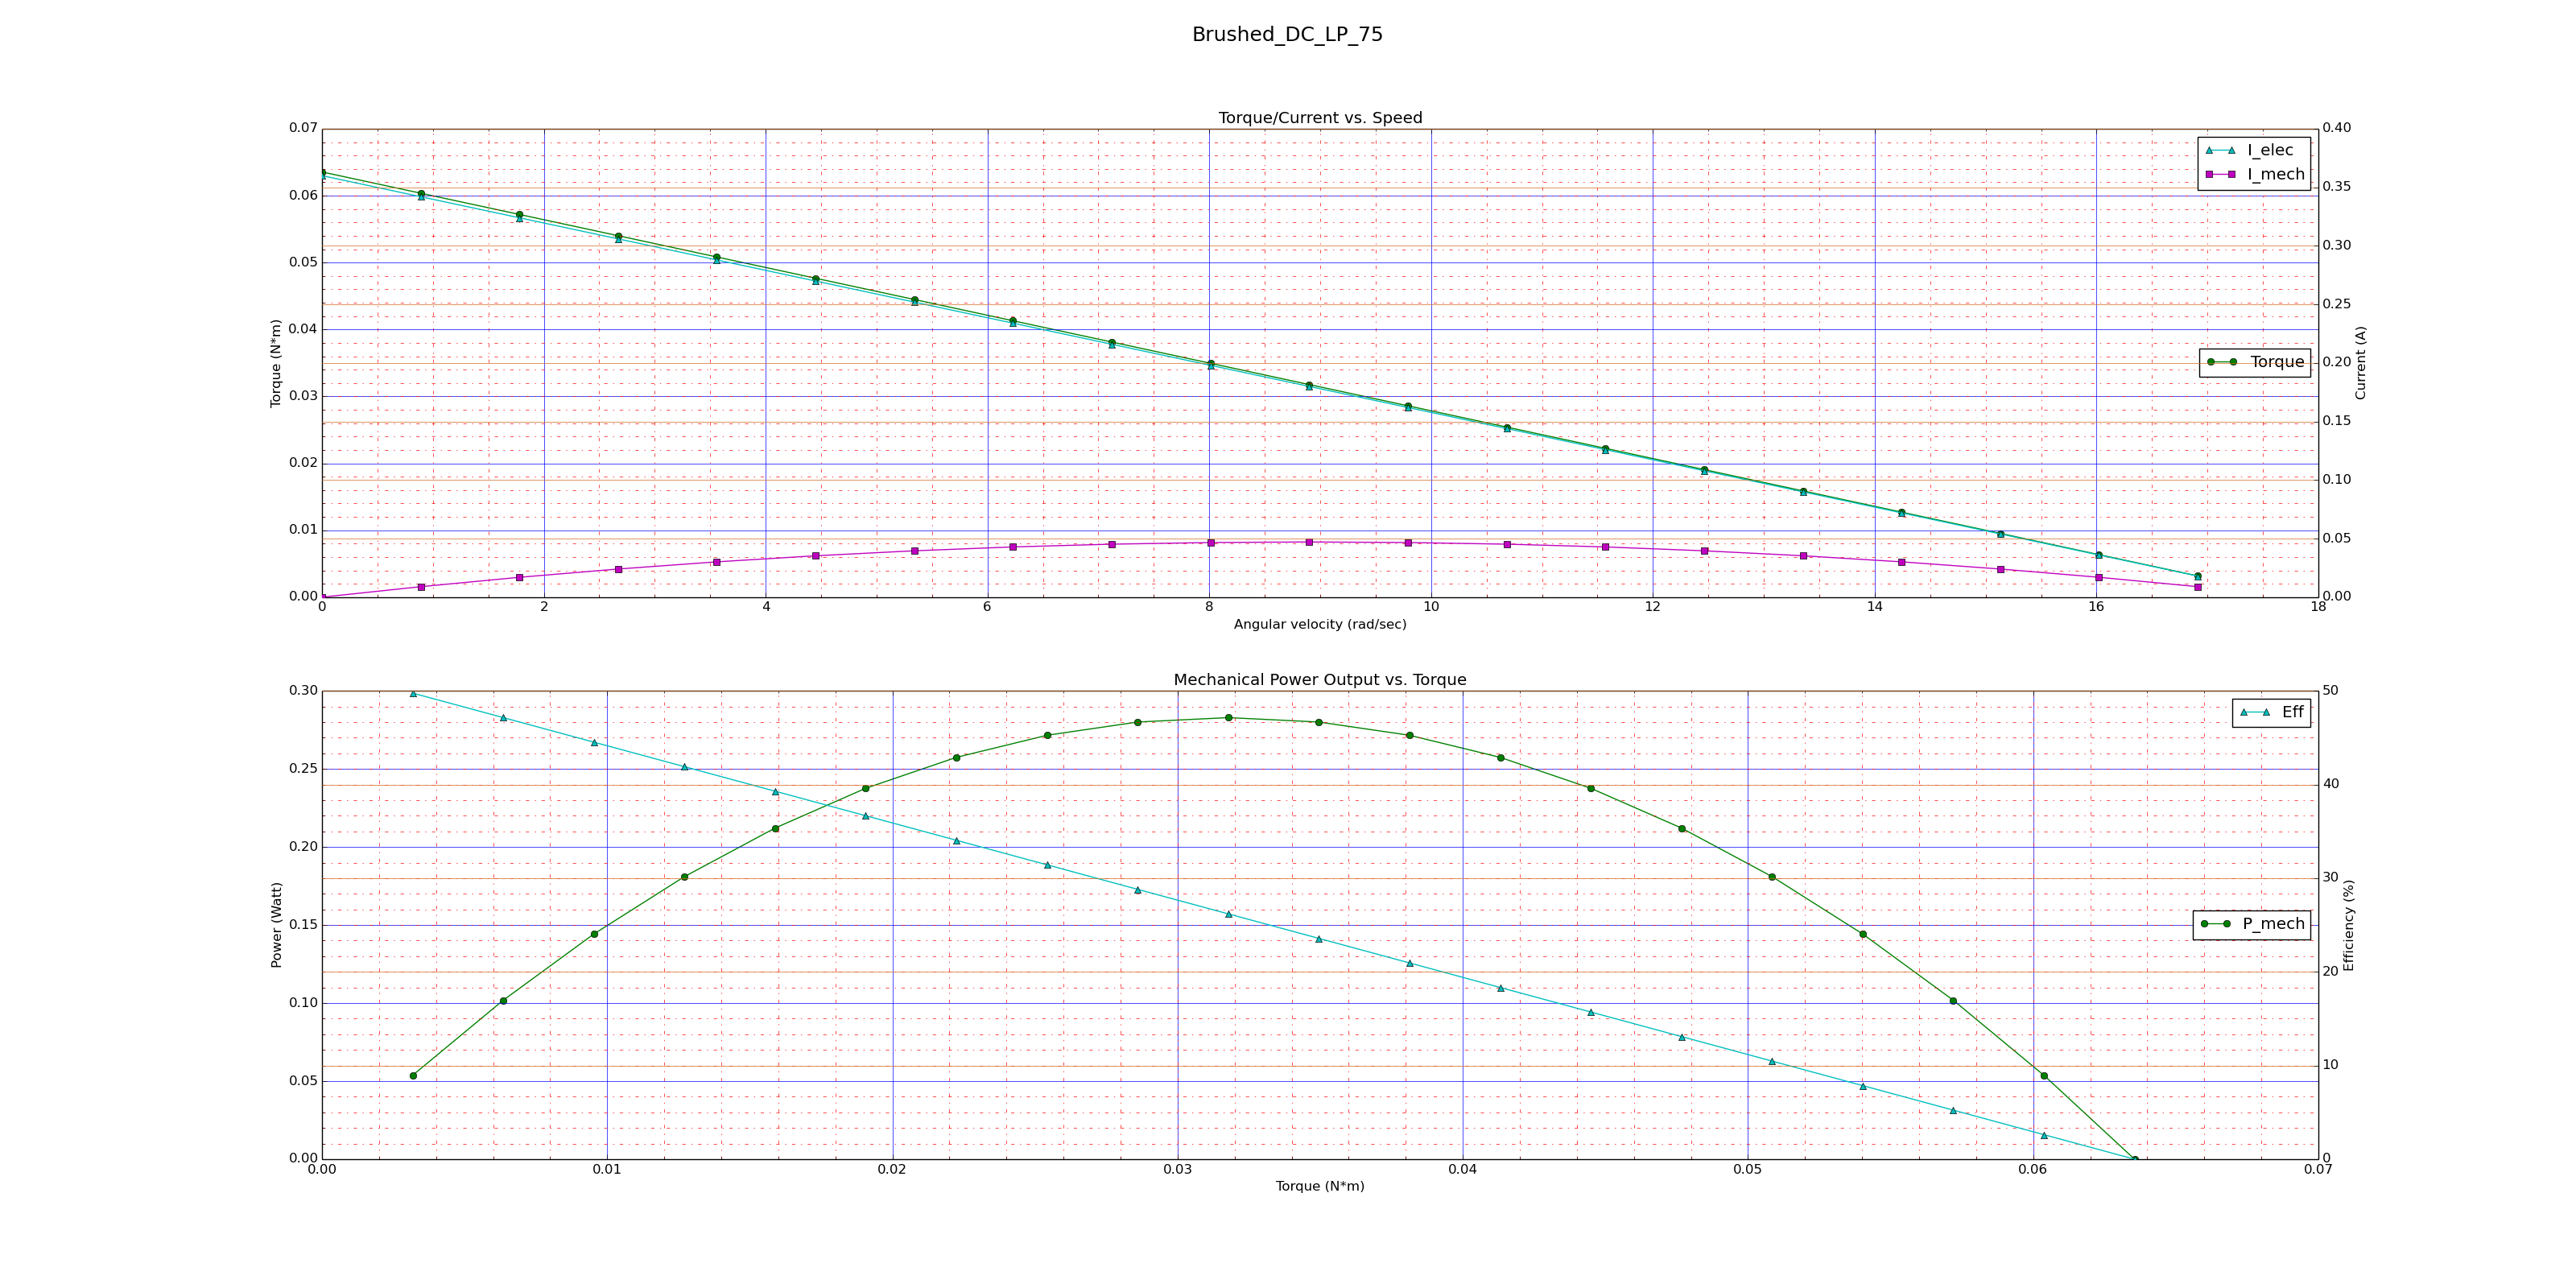 Brushed_DC_LP_75
Torque/Current vs. Speed
0.07
0.06
0.05
0.04
0.03
0.02
0.01
0.00
Torque (N*m)
0.40
0.35
0.30
0.25
0.20
0.15
0.10
0.05
0.00
Current (A)
I_elec
I_mech
Torque
0 2 4 6 8 10 12 14 16 18
Angular velocity (rad/sec)
Mechanical Power Output vs. Torque
0.30
0.25
0.20
0.15
0.10
0.05
0.00
Power (Watt)
50
40
30
20
10
0
Efficiency (%)
Eff
P_mech
0.00 0.01 0.02 0.03 0.04 0.05 0.06 0.07
Torque (N*m)